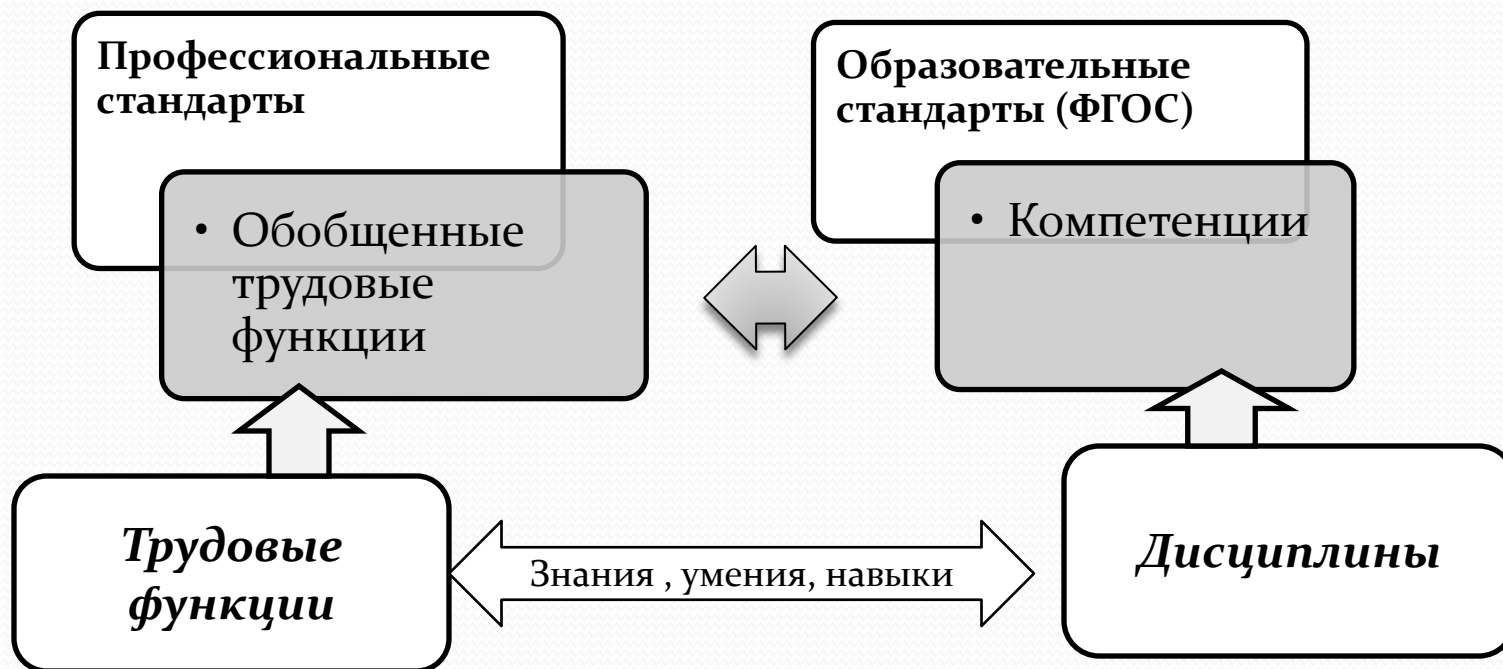 Профессиональные
стандарты
• Обобщенные
трудовые
функции
Образовательные
стандарты (ФГОС)
• Компетенции
Трудовые
функции
Знания , умения, навыки
Дисциплины